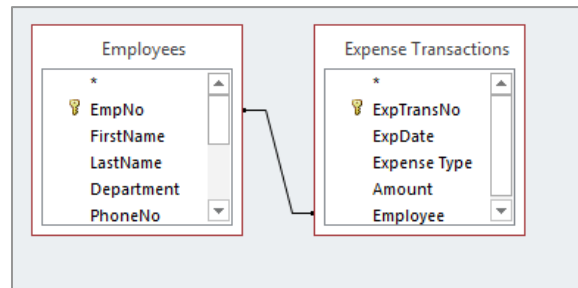 Employees
*
EmpNo
FirstName
LastName
Department
PhoneNo
Expense Transactions
*
ExpTransNo
ExpDate
Expense Type
Amount
Employee